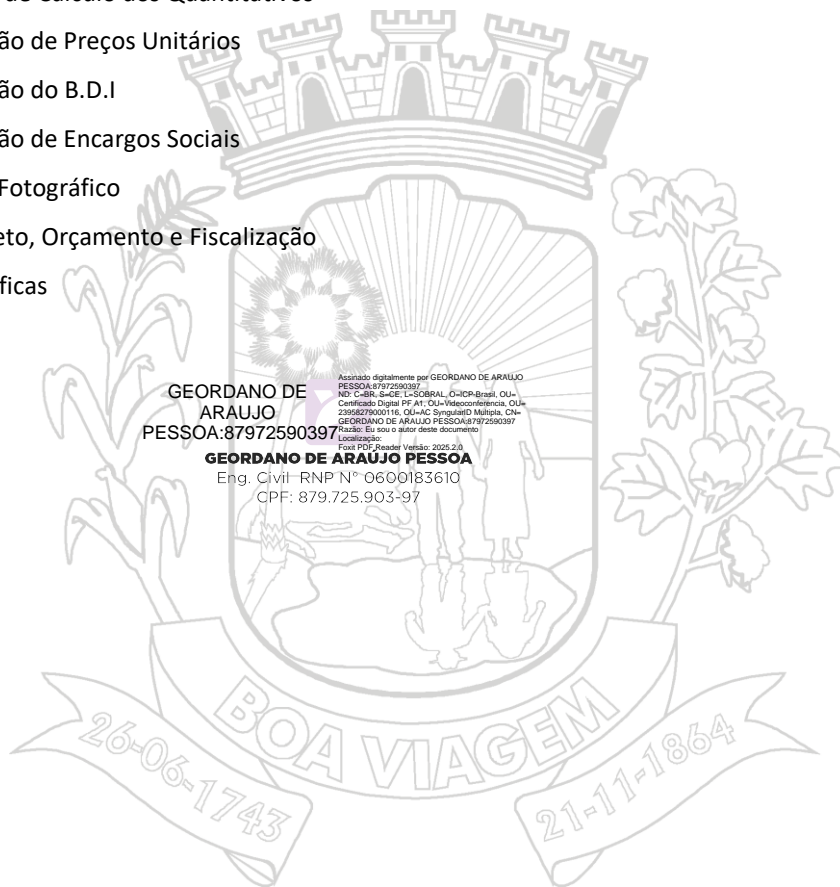 de Cálculo dos Quantitativos
ão de Preços Unitários
ão do B.D.I
ão de Encargos Sociais
Fotográfico
eto, Orçamento e Fiscalização
ficas
GEORDANO DE
ARAUJO
PESSOA:87972590397
Assinado digitalmente por GEORDANO DE ARAUJO
PESSOA:87972590397
ND: C=BR, S=CE, L=SOBRAL, O=ICP-Brasil, OU=
Certificado Digital PF A1, OU=Videoconferencia, OU=
23958279000116, OU=AC SyngularID Multipla, CN=
GEORDANO DE ARAUJO PESSOA:87972590397
Razão: Eu sou o autor deste documento
Localização:
Foxit PDF Reader Versão: 2025.2.0
GEORDANO DE ARAÚJO PESSOA
Eng. Civil RNP N° 0600183610
CPF: 879.725.903-97
BOA VIAGEM
26-06-1743
21-11-1864